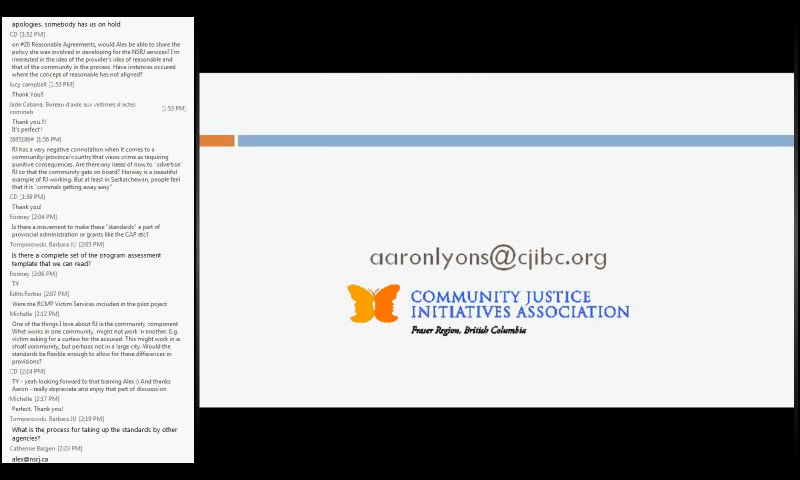 apologies, somebody has us on hold
CD [1:52 PM]
on #20 Reasonable Agreements, would Alex be able to share the
policy she was involved in developing for the NSRJ services? I'm
interested in the idea of the provider's idea of reasonable and
that of the community in the process. Have instances occured
where the concept of reasonable has not aligned?
lucy campbell [1:53 PM]
Thank You!!
Jade Cabana, Bureau d'aide aux victimes d'actes
criminels [1:53 PM]
Thank you !!!
It's perfect !
[1:56 PM]
RJ has a very negative connotation when it comes to a
community/province/country that views crime as requiring
punitive consequences. Are there any ideas of how to "advertise"
RJ so that the community gets on board? Norway is a beautiful
example of RJ working. But at least in Saskatchewan, people feel
that it is "criminals getting away easy"
CD [1:59 PM]
Thank you!
Rodney [2:04 PM]
Is there a movement to make these "standards" a part of
provincial administration or grants like the CAP etc?
Tomporowski, Barbara JU [2:05 PM]
Is there a complete set of the program assessment
template that we can read?
Rodney [2:06 PM]
TY
Edith Fortier [2:07 PM]
Were the RCMP Victim Services included in the pilot poject
Michelle [2:12 PM]
One of the things I love about RJ is the community component.
What works in one community, might not work in another. E.g.
victim asking for a curfew for the accused. This might work in a
small community, but perhaps not in a large city. Would the
standards be flexible enough to allow for these differences in
provisions?
CD [2:14 PM]
TY - yeah looking forward to that training Alex :) And thanks
Aaron - really appreciate and enjoy that part of discussion
Michelle [2:17 PM]
Perfect. Thank you!
Tomporowski, Barbara JU [2:19 PM]
What is the process for taking up the standards by other
agencies?
Catherine Bargen [2:23 PM]
alex@nsrj.ca
aaronlyons@cjibc.org
COMMUNITY JUSTICE
INITIATIVES ASSOCIATION
Fraser Region, British Columbia